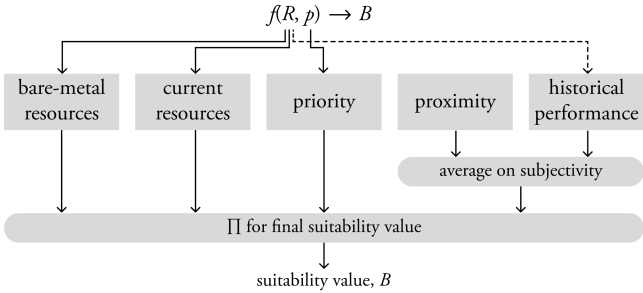 f(R, p) → B
bare-metal
resources
current
resources
priority
proximity
historical
performance
average on subjectivity
∏ for final suitability value
suitability value, B